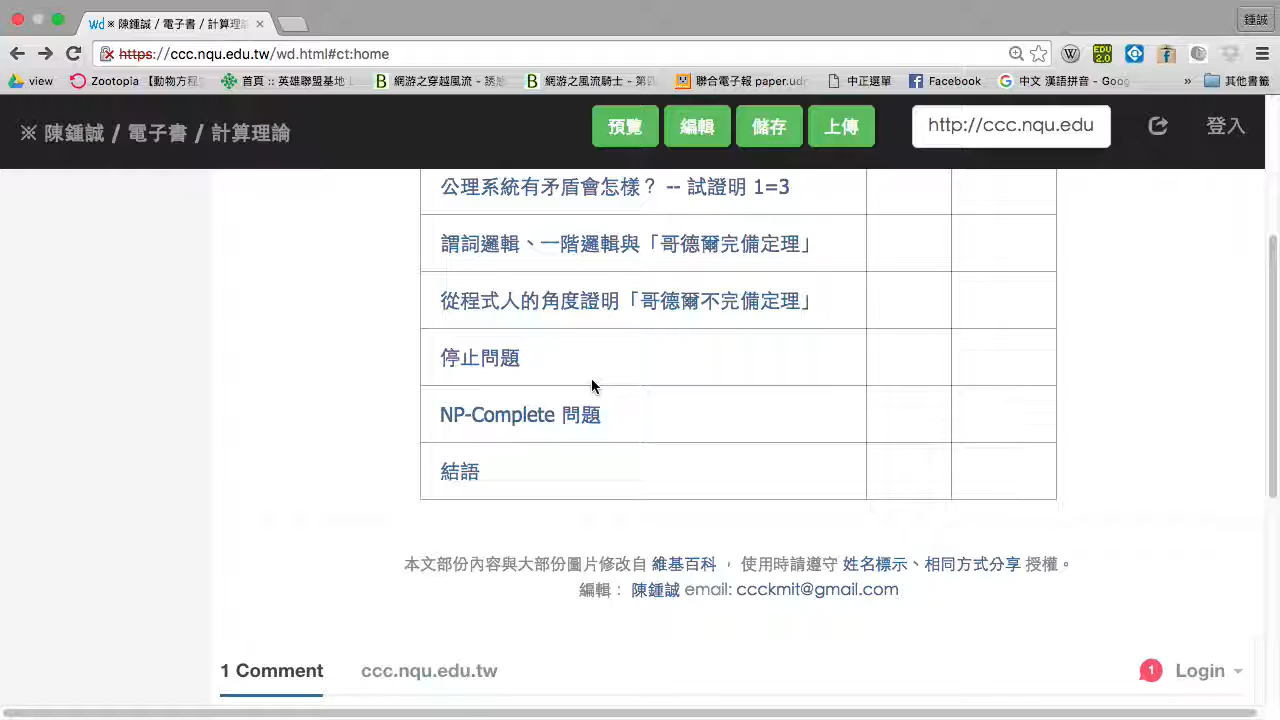 wd ※ 陳鍾誠 / 電子書 / 計算理論
鍾誠
https://ccc.nqu.edu.tw/wd.html#ct:home
view
Zootopia 【動物方程
首頁 :: 英雄聯盟基地
網游之穿越風流 -
網游之風流騎士 - 第四
聯合電子報 paper.udn
中正選單
Facebook
中文 漢語拼音 - Goog
»
其他書籤
※ 陳鍾誠 / 電子書 / 計算理論
預覽
編輯
儲存
上傳
http://ccc.nqu.edu
登入
公理系統有矛盾會怎樣？ -- 試證明 1=3
謂詞邏輯、一階邏輯與「哥德爾完備定理」
從程式人的角度證明「哥德爾不完備定理」
停止問題
NP-Complete 問題
結語
本文部份內容與大部份圖片修改自 維基百科 ， 使用時請遵守 姓名標示、相同方式分享 授權。
編輯： 陳鍾誠 email: ccckmit@gmail.com
1 Comment
ccc.nqu.edu.tw
1
Login